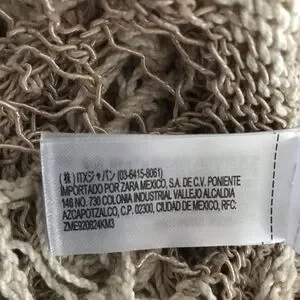 (株) ITXジャパン (03-6415-8061)
IMPORTADO POR ZARA MEXICO, S.A. DE C.V. PONIENTE
146 NO. 730 COLONIA INDUSTRIAL VALLEJO ALCALDIA
AZCAPOTZALCO, C.P. 02300, CIUDAD DE MEXICO, RFC:
ZME920824KM3